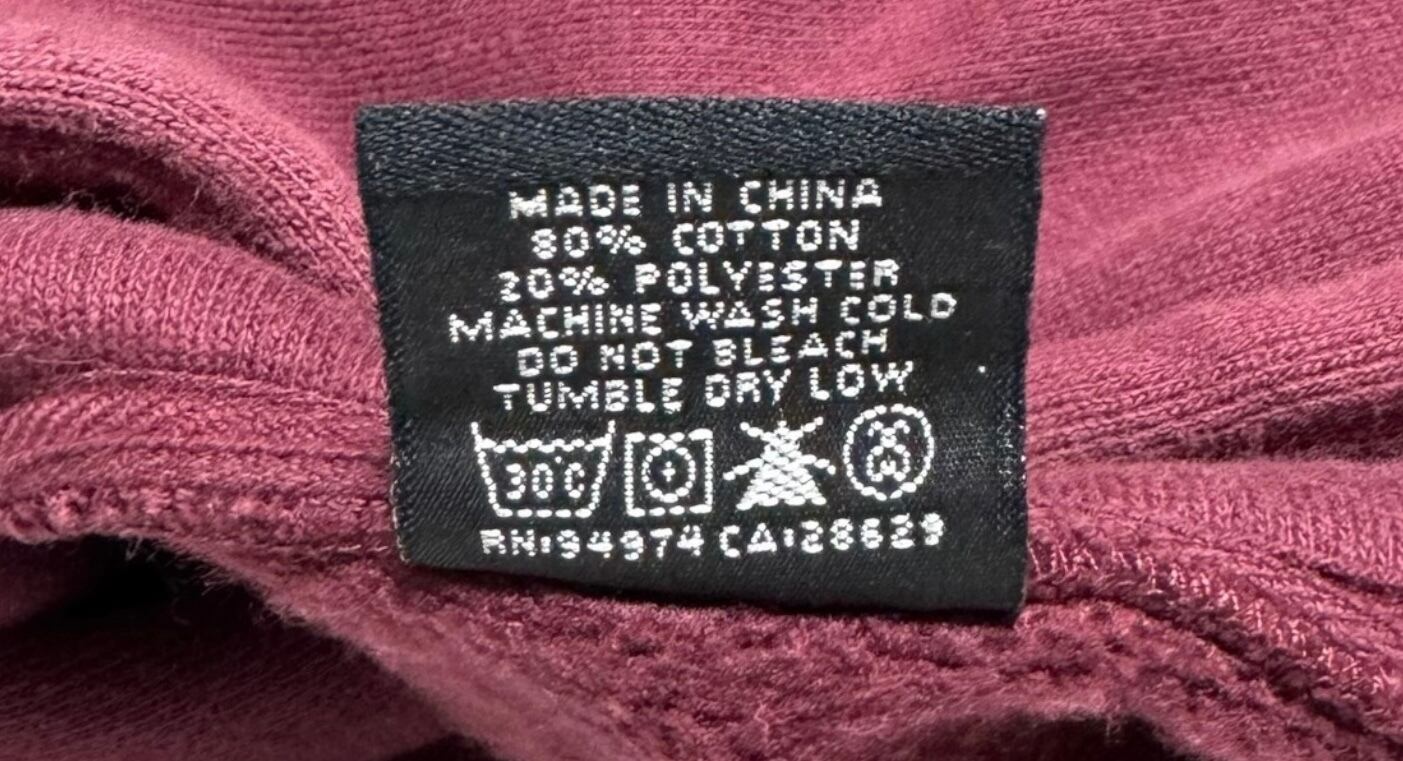 MADE IN CHINA
80% COTTON
20% POLYESTER
MACHINE WASH COLD
DO NOT BLEACH
TUMBLE DRY LOW
30°C
RN:94974 CA:28629